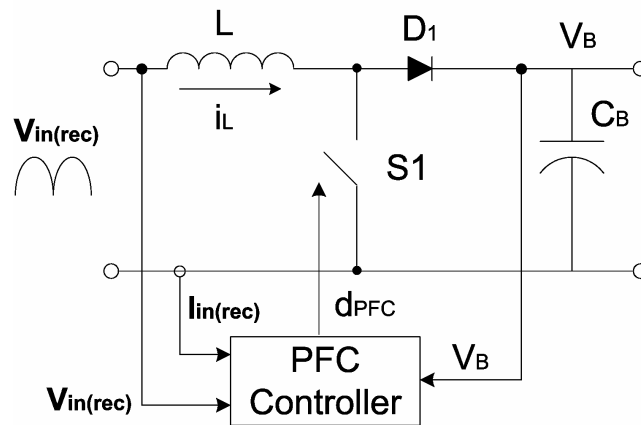 L
D1
VB
Vin(rec)
iL
S1
CB
Iin(rec)
dPFC
PFC
Controller
VB
Vin(rec)